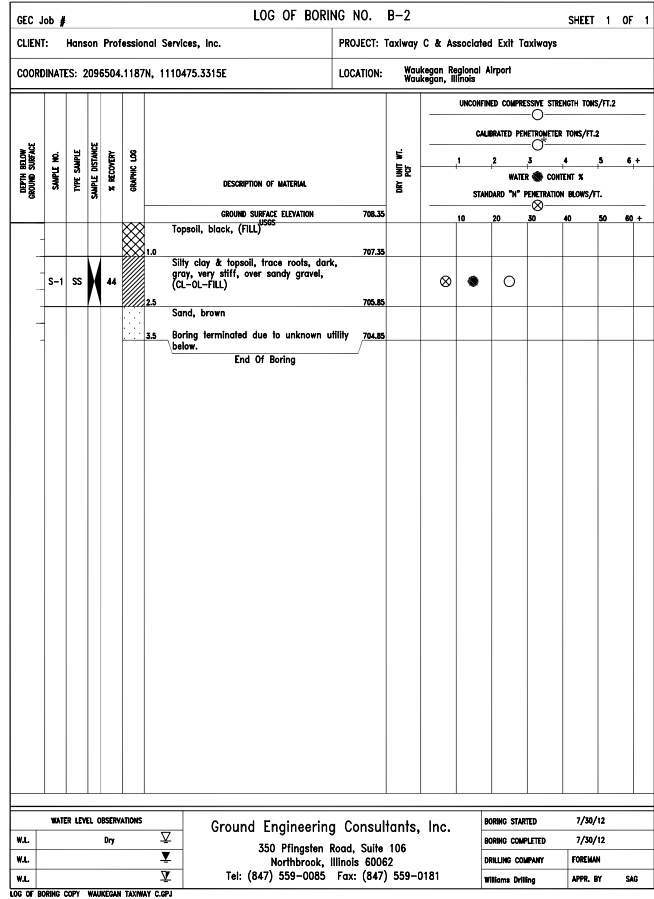 GEC Job #
LOG OF BORING NO. B-2
SHEET 1 OF 1
CLIENT: Hanson Professional Services, Inc.
PROJECT: Taxiway C & Associated Exit Taxiways
COORDINATES: 2096504.1187N, 1110475.3315E
LOCATION: Waukegan Regional Airport
Waukegan, Illinois
DEPTH BELOW
GROUND SURFACE
SAMPLE NO.
TYPE SAMPLE
SAMPLE DISTANCE
% RECOVERY
GRAPHIC LOG
DESCRIPTION OF MATERIAL
GROUND SURFACE ELEVATION 708.35
USGS
DRY UNIT WT.
PCF
UNCONFINED COMPRESSIVE STRENGTH TONS/FT.2
CALIBRATED PENETROMETER TONS/FT.2
*
1 2 3 4 5 6 +
WATER CONTENT %
STANDARD "N" PENETRATION BLOWS/FT.
10 20 30 40 50 60 +
Topsoil, black, (FILL)
1.0 707.35
Silty clay & topsoil, trace roots, dark,
gray, very stiff, over sandy gravel,
(CL-OL-FILL)
S-1 SS 44
2.5 705.85
Sand, brown
3.5 Boring terminated due to unknown utility 704.85
below.
End Of Boring
WATER LEVEL OBSERVATIONS
W.L. Dry
W.L.
W.L.
Ground Engineering Consultants, Inc.
350 Pfingsten Road, Suite 106
Northbrook, Illinois 60062
Tel: (847) 559-0085 Fax: (847) 559-0181
BORING STARTED 7/30/12
BORING COMPLETED 7/30/12
DRILLING COMPANY FOREMAN
Williams Drilling APPR. BY SAG
LOG OF BORING COPY WAUKEGAN TAXIWAY C.GPJ